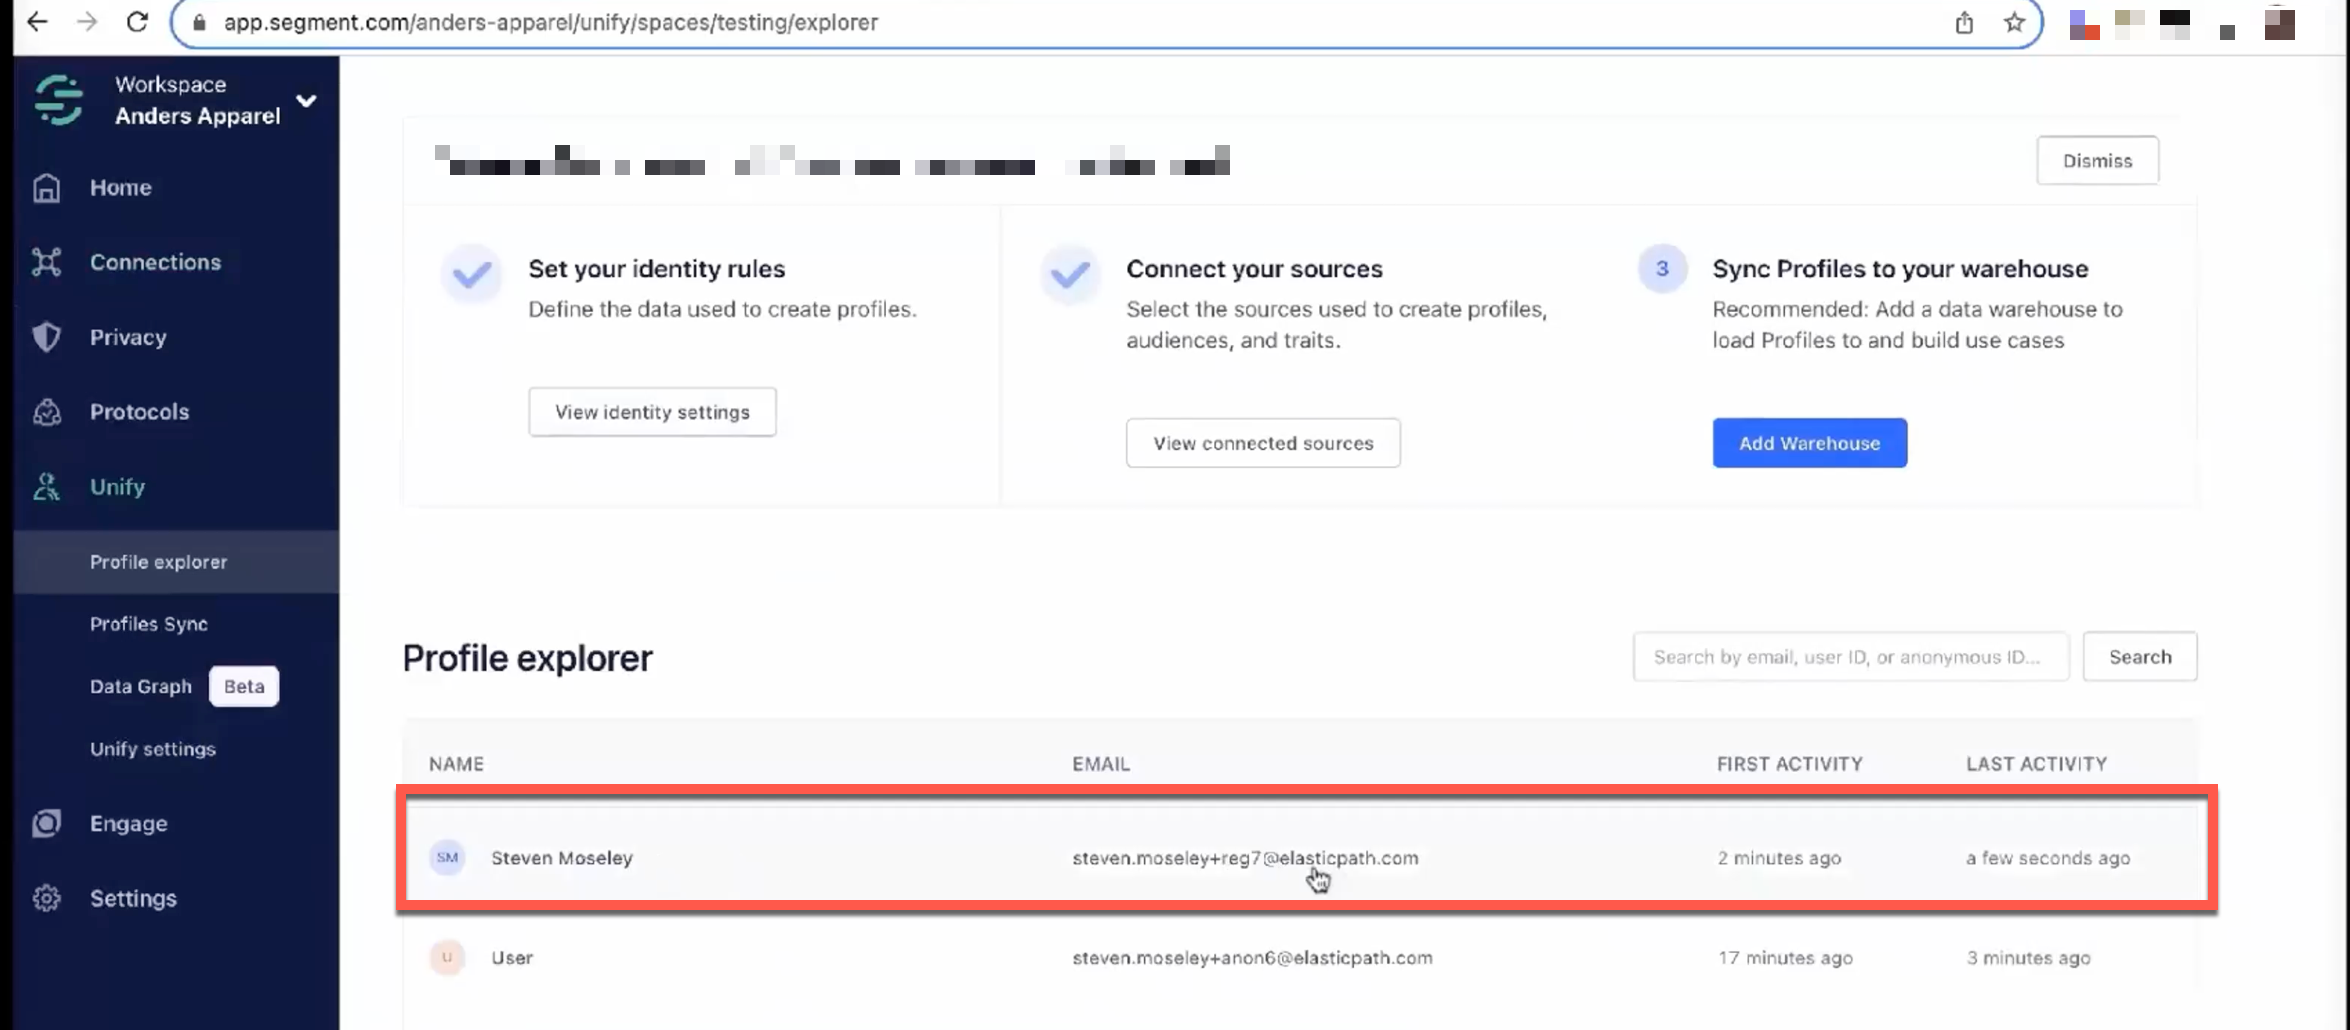 app.segment.com/anders-apparel/unify/spaces/testing/explorer
Workspace
Anders Apparel
Home
Connections
Privacy
Protocols
Unify
Profile explorer
Profiles Sync
Data Graph Beta
Unify settings
Engage
Settings
Dismiss
Set your identity rules
Define the data used to create profiles.
View identity settings
Connect your sources
Select the sources used to create profiles,
audiences, and traits.
View connected sources
3 Sync Profiles to your warehouse
Recommended: Add a data warehouse to
load Profiles to and build use cases
Add Warehouse
Profile explorer
Search by email, user ID, or anonymous ID...
Search
NAME EMAIL FIRST ACTIVITY LAST ACTIVITY
SM Steven Moseley steven.moseley+reg7@elasticpath.com 2 minutes ago a few seconds ago
U User steven.moseley+anon6@elasticpath.com 17 minutes ago 3 minutes ago